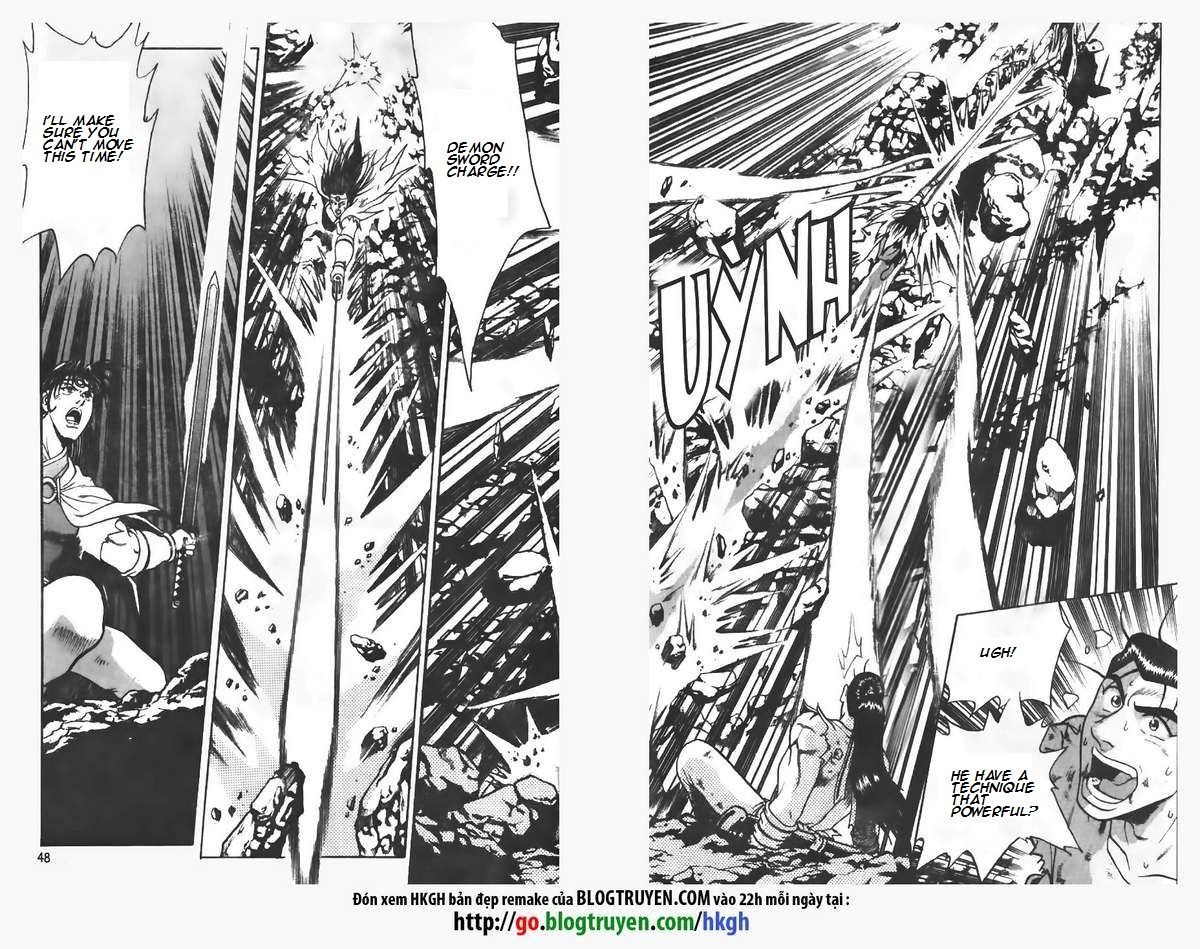 I'LL MAKE
SURE YOU
CAN'T MOVE
THIS TIME!
DEMON
SWORD
CHARGE!!
UỲNH
UGH!
HE HAVE A
TECHNIQUE
THAT
POWERFUL?
48
Đón xem HKGH bản đẹp remake của BLOGTRUYEN.COM vào 22h mỗi ngày tại :
http://go.blogtruyen.com/hkgh